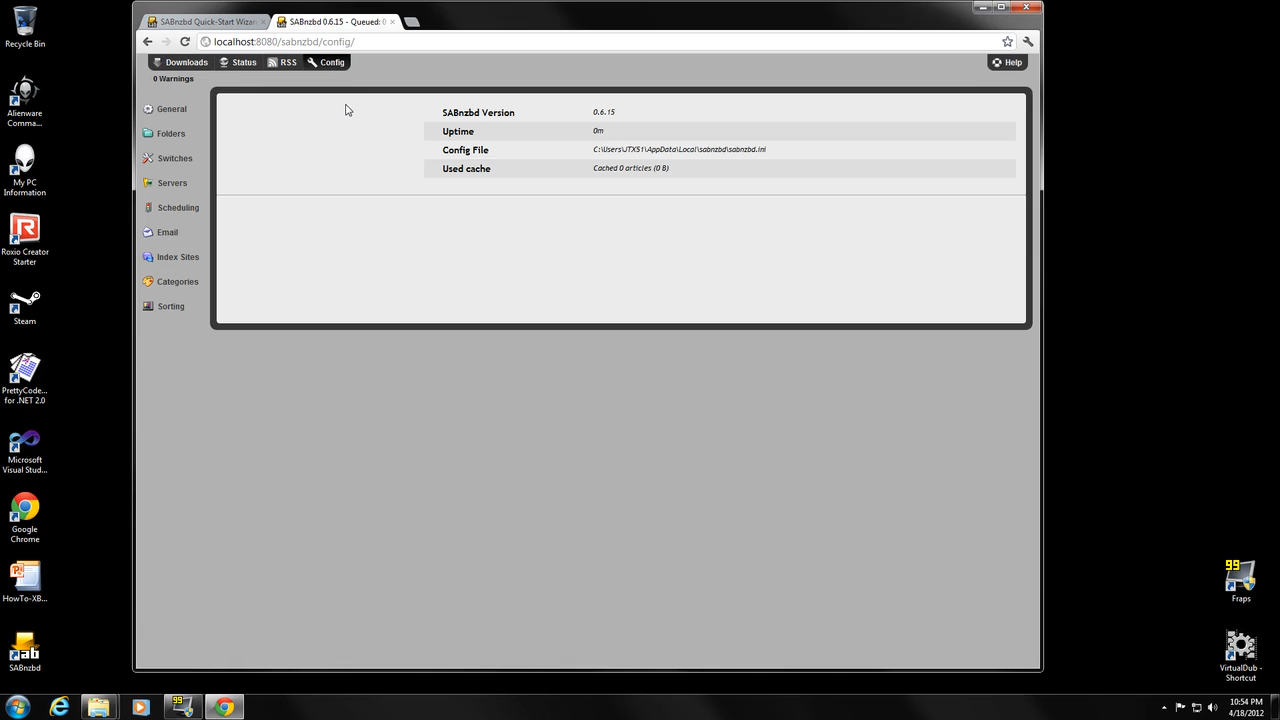 Recycle Bin
Alienware
Comma...
My PC
Information
Roxio Creator
Starter
Steam
PrettyCode...
for .NET 2.0
Microsoft
Visual Stud...
Google
Chrome
HowTo-XB...
SABnzbd
SABnzbd Quick-Start Wizar
SABnzbd 0.6.15 - Queued: 0
localhost:8080/sabnzbd/config/
Downloads
Status
RSS
Config
Help
0 Warnings
General
Folders
Switches
Servers
Scheduling
Email
Index Sites
Categories
Sorting
SABnzbd Version 0.6.15
Uptime 0m
Config File C:\Users\JTX51\AppData\Local\sabnzbd\sabnzbd.ini
Used cache Cached 0 articles (0 B)
99
Fraps
VirtualDub -
Shortcut
99
10:54 PM
4/18/2012